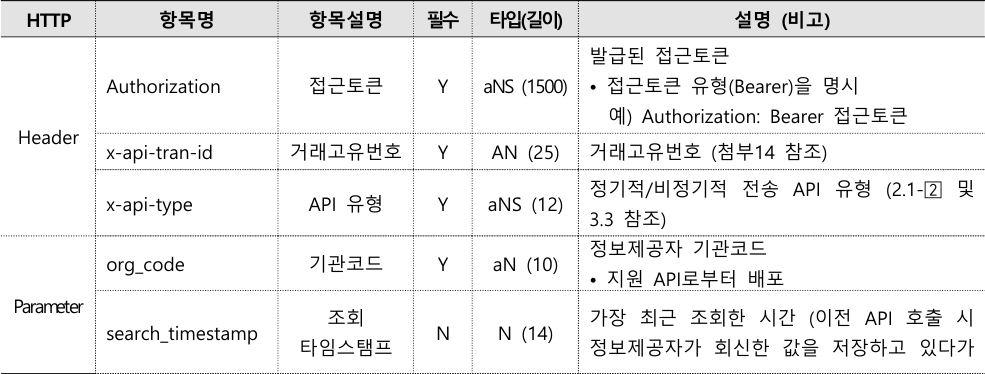 HTTP 항목명 항목설명 필수 타입(길이) 설명 (비고)
Header
Authorization 접근토큰 Y aNS (1500)
발급된 접근토큰
• 접근토큰 유형(Bearer)을 명시
예) Authorization: Bearer 접근토큰
x-api-tran-id 거래고유번호 Y AN (25) 거래고유번호 (첨부14 참조)
x-api-type API 유형 Y aNS (12)
정기적/비정기적 전송 API 유형 (2.1-2 및
3.3 참조)
Parameter
org_code 기관코드 Y aN (10)
정보제공자 기관코드
• 지원 API로부터 배포
search_timestamp
조회
타임스탬프
N N (14)
가장 최근 조회한 시간 (이전 API 호출 시
정보제공자가 회신한 값을 저장하고 있다가